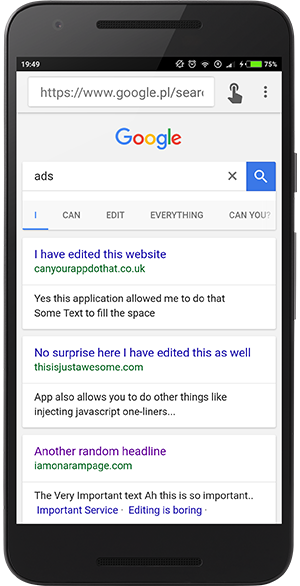 19:49 75%
https://www.google.pl/sear
Google
ads
I CAN EDIT EVERYTHING CAN YOU?
I have edited this website
canyourappdothat.co.uk
Yes this application allowed me to do that
Some Text to fill the space
No surprise here I have edited this as well
thisisjustawesome.com
App also allows you to do other things like
injecting javascript one-liners...
Another random headline
iamonarampage.com
The Very Important text Ah this is so important..
Important Service · Editing is boring ·